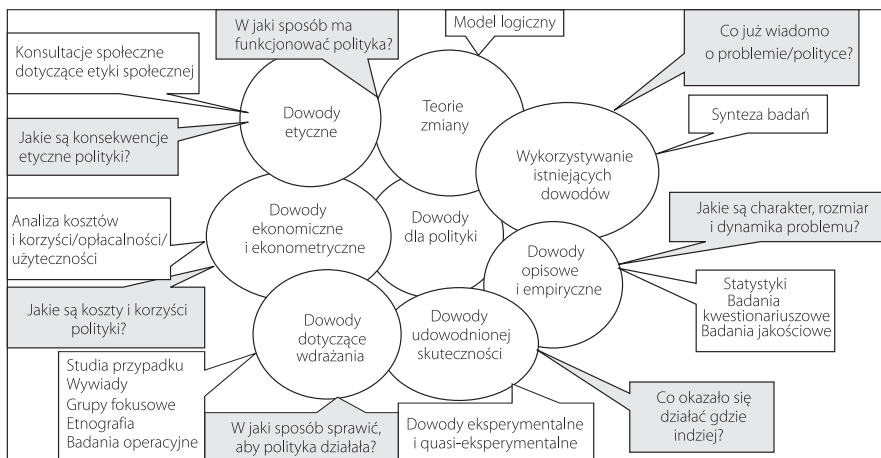 W jaki sposób ma
funkcjonować polityka?
Model logiczny
Co już wiadomo
o problemie/polityce?
Konsultacje społeczne
dotyczące etyki społecznej
Dowody
etyczne
Teorie
zmiany
Synteza badań
Jakie są konsekwencje
etyczne polityki?
Wykorzystywanie
istniejących
dowodów
Analiza kosztów
i korzyści/opłacalności/
użyteczności
Dowody
ekonomiczne
i ekonometryczne
Dowody
dla polityki
Jakie są charakter, rozmiar
i dynamika problemu?
Dowody
opisowe
i empiryczne
Statystyki
Badania
kwestionariuszowe
Badania jakościowe
Jakie są koszty i korzyści
polityki?
Dowody
dotyczące
wdrażania
Dowody
udowodnionej
skuteczności
Studia przypadku
Wywiady
Grupy fokusowe
Etnografia
Badania operacyjne
W jaki sposób sprawić,
aby polityka działała?
Dowody eksperymentalne
i quasi-eksperymentalne
Co okazało się
działać gdzie
indziej?